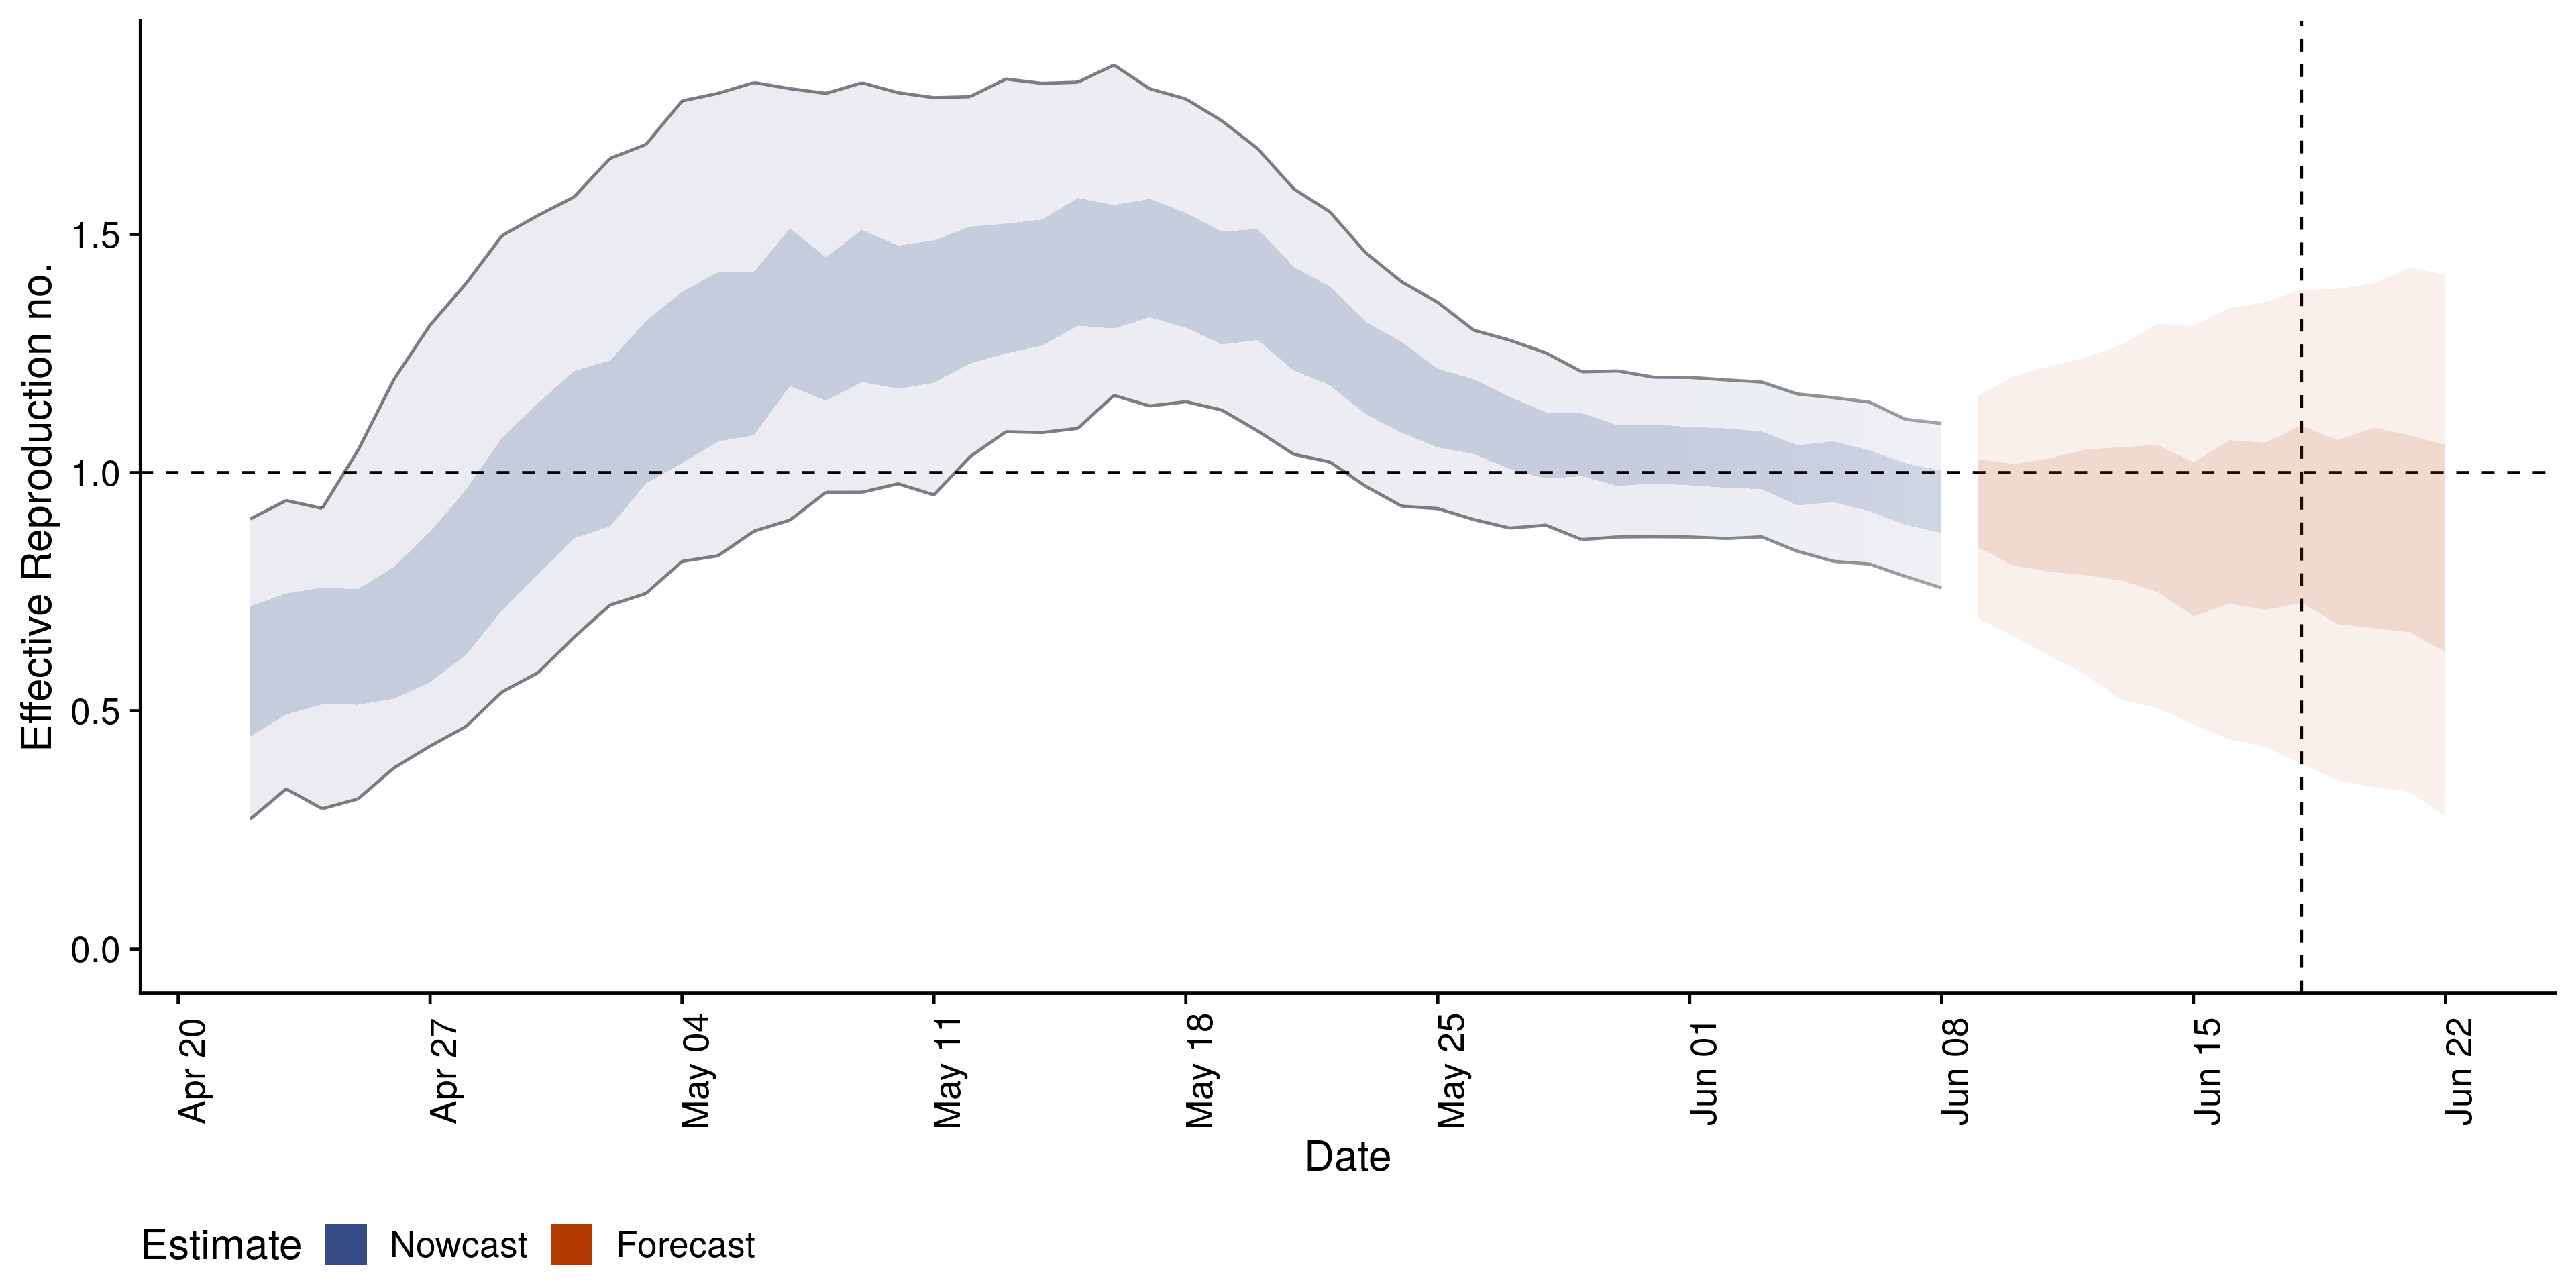 Effective Reproduction no.
1.5
1.0
0.5
0.0
Apr 20
Apr 27
May 04
May 11
May 18
May 25
Jun 01
Jun 08
Jun 15
Jun 22
Date
Estimate Nowcast Forecast